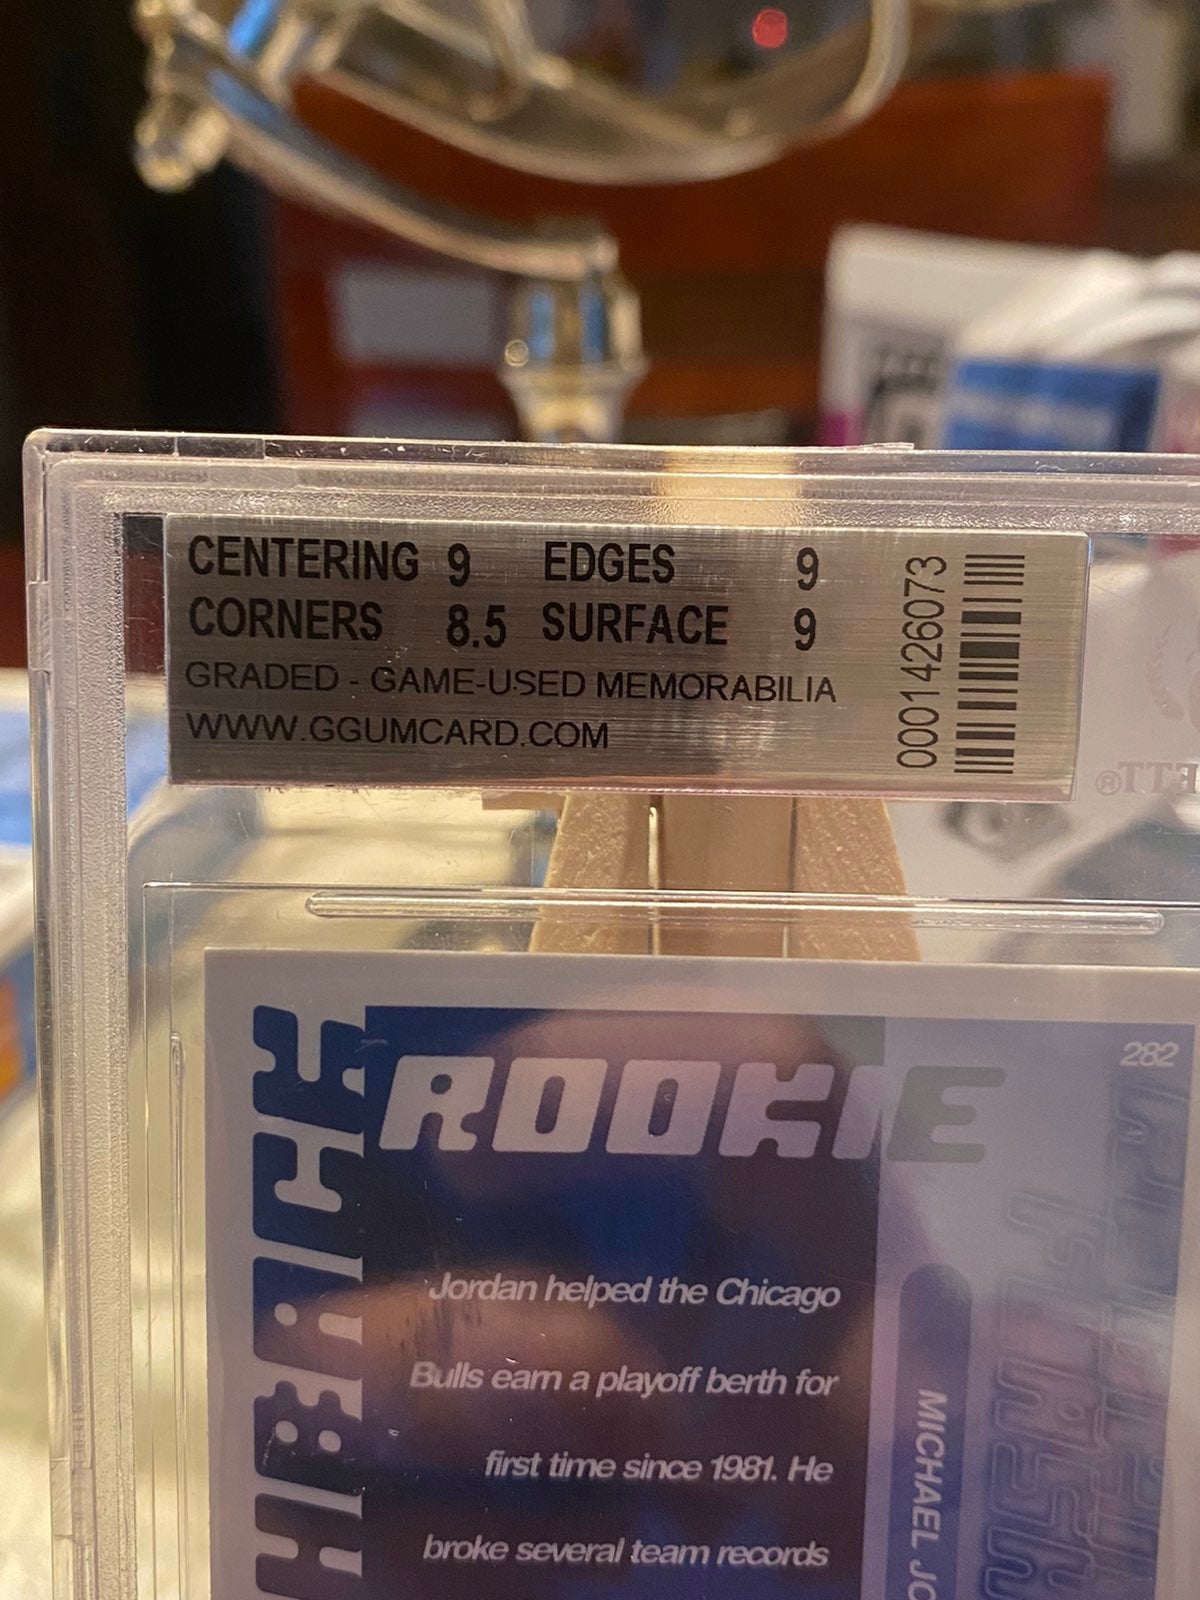 CENTERING 9 EDGES 9
CORNERS 8.5 SURFACE 9
GRADED - GAME-USED MEMORABILIA
WWW.GGUMCARD.COM
0001426073
ROOKIE
282
Jordan helped the Chicago
Bulls earn a playoff berth for
first time since 1981. He
broke several team records
MICHAEL JO